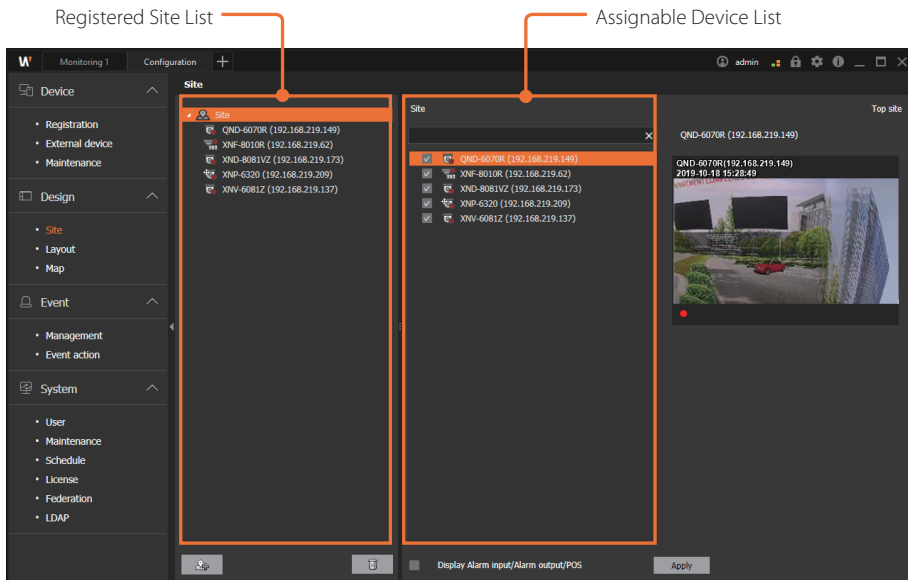 Registered Site List
Assignable Device List
Monitoring 1
Configuration
admin
Device
Registration
External device
Maintenance
Design
Site
Layout
Map
Event
Management
Event action
System
User
Maintenance
Schedule
License
Federation
LDAP
Site
Site
QND-6070R (192.168.219.149)
XNF-8010R (192.168.219.62)
XND-8081VZ (192.168.219.173)
XNP-6320 (192.168.219.209)
XNV-6081Z (192.168.219.137)
Site
QND-6070R (192.168.219.149)
XNF-8010R (192.168.219.62)
XND-8081VZ (192.168.219.173)
XNP-6320 (192.168.219.209)
XNV-6081Z (192.168.219.137)
Display Alarm input/Alarm output/POS
Apply
Top site
QND-6070R (192.168.219.149)
QND-6070R(192.168.219.149)
2019-10-18 15:28:49